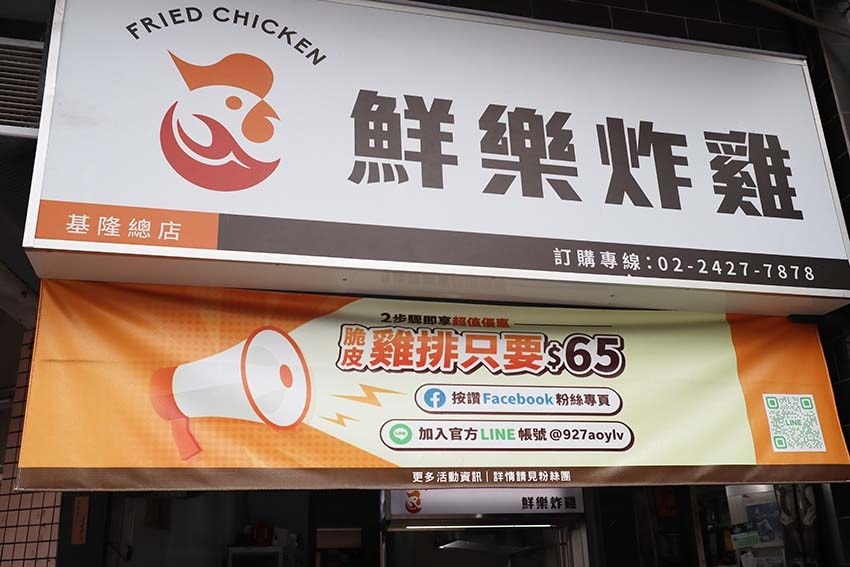 FRIED CHICKEN
鮮樂炸雞
基隆總店
訂購專線：02-2427-7878
2步驟即享超值優惠
脆皮雞排只要$65
按讚Facebook粉絲專頁
加入官方LINE帳號@927aoylv
LINE
更多活動資訊｜詳情請見粉絲團
鮮樂炸雞